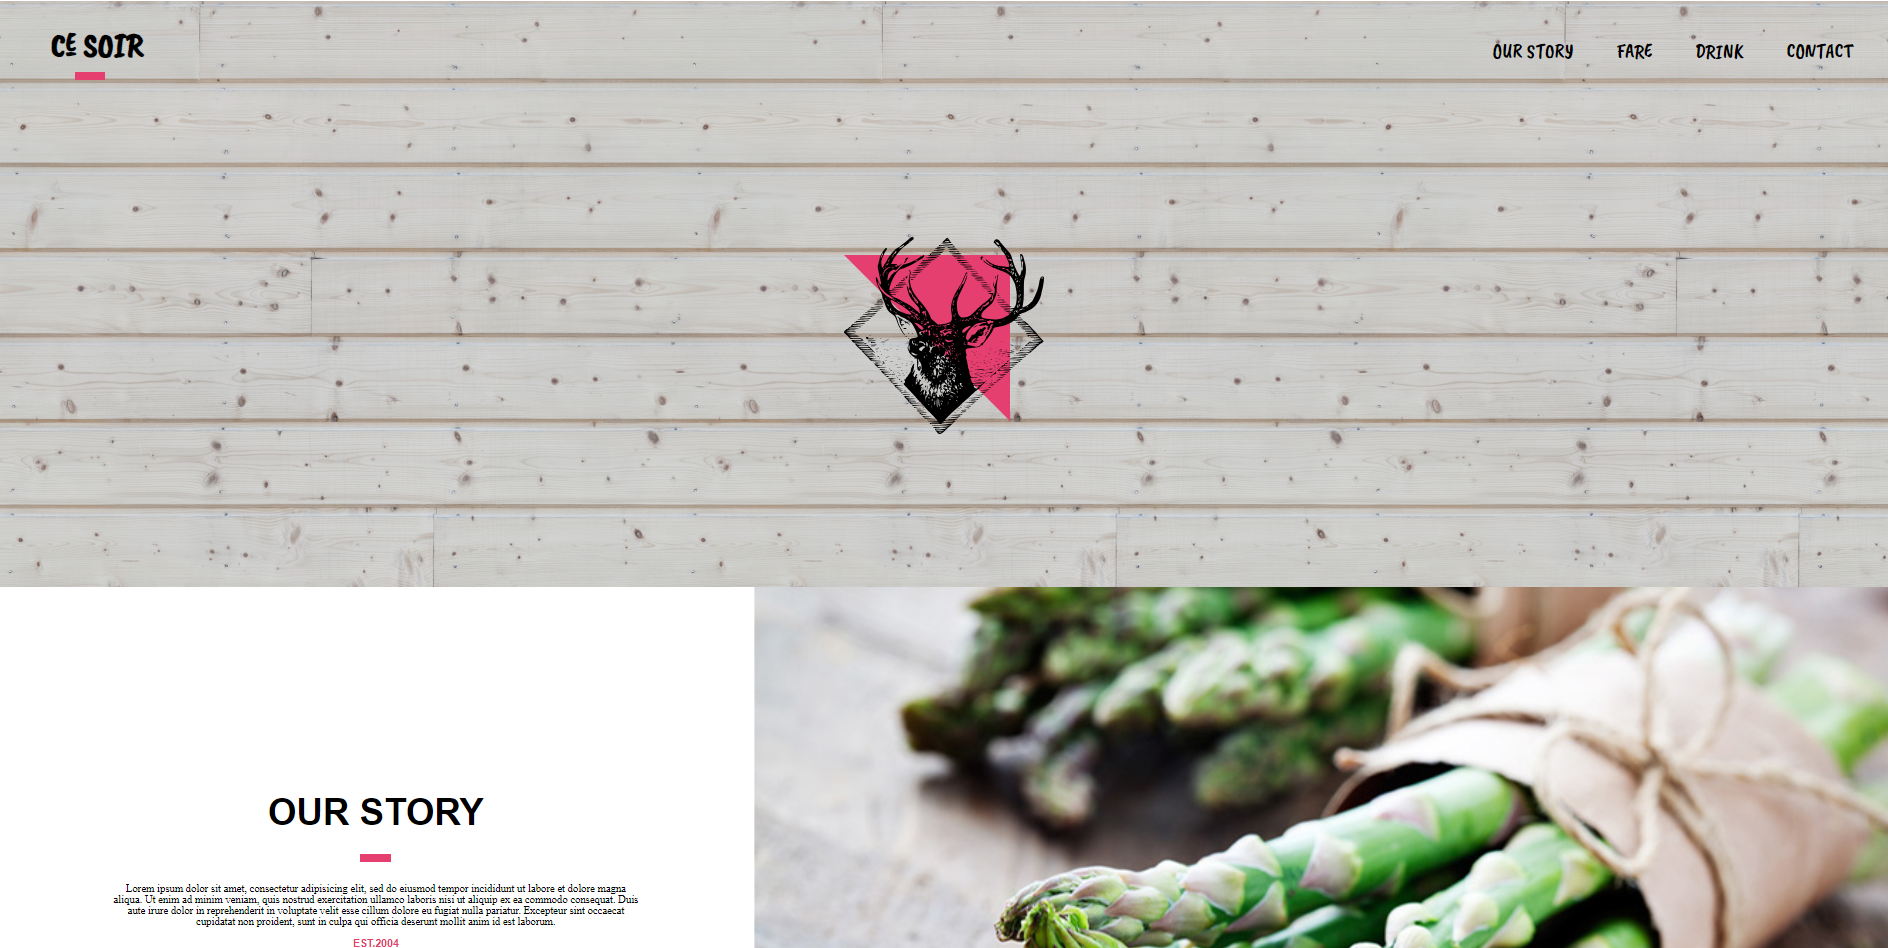 CE SOIR
OUR STORY
FARE
DRINK
CONTACT
OUR STORY
Lorem ipsum dolor sit amet, consectetur adipisicing elit, sed do eiusmod tempor incididunt ut labore et dolore magna
aliqua. Ut enim ad minim veniam, quis nostrud exercitation ullamco laboris nisi ut aliquip ex ea commodo consequat. Duis
aute irure dolor in reprehenderit in voluptate velit esse cillum dolore eu fugiat nulla pariatur. Excepteur sint occaecat
cupidatat non proident, sunt in culpa qui officia deserunt mollit anim id est laborum.
EST.2004